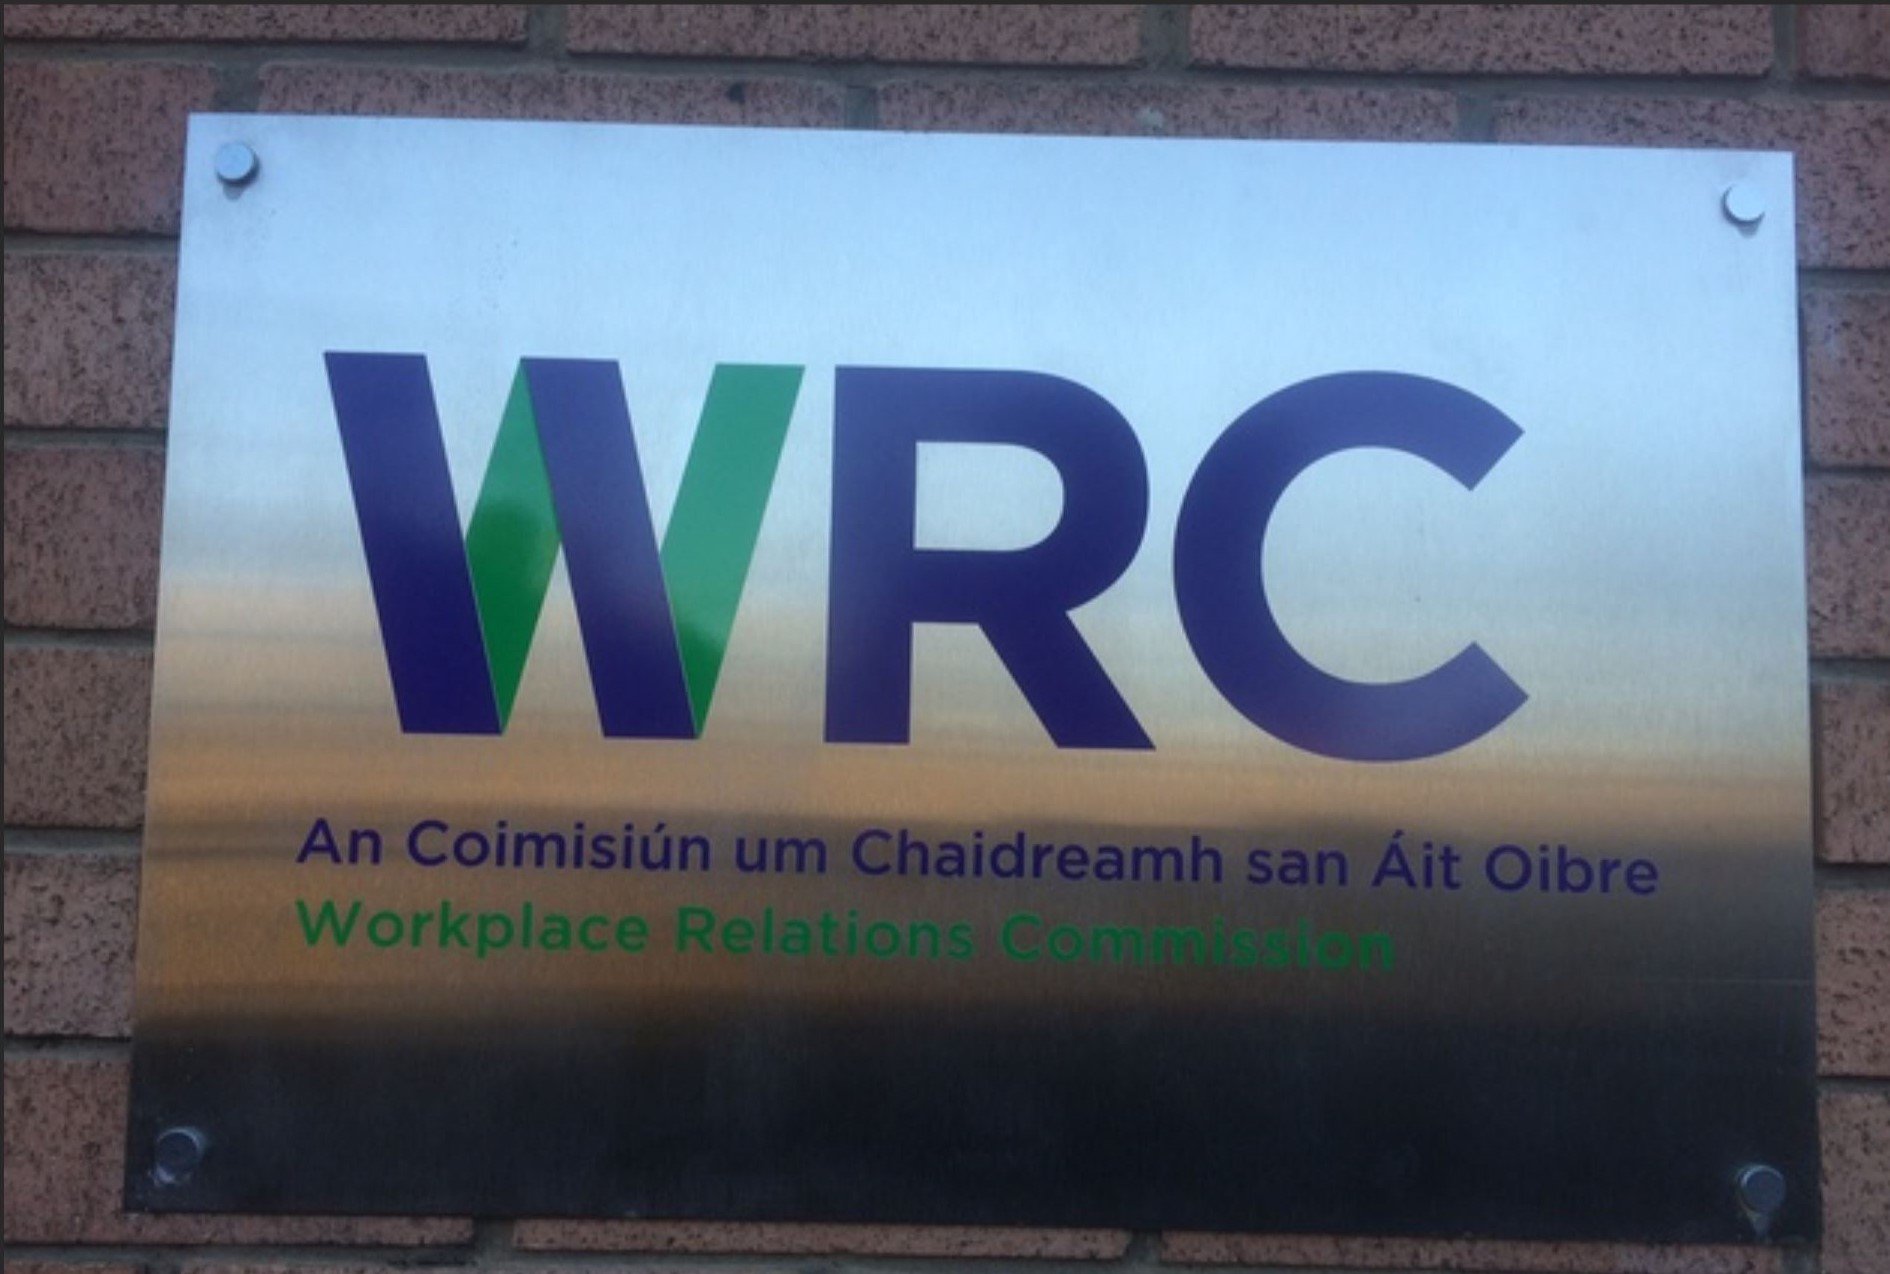 WRC
An Coimisiún um Chaidreamh san Áit Oibre
Workplace Relations Commission